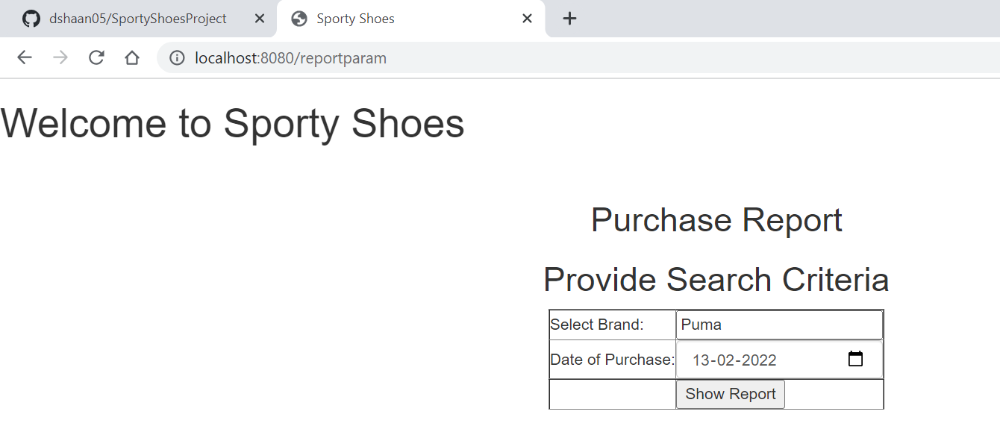 dshaan05/SportyShoesProject
Sporty Shoes
localhost:8080/reportparam
Welcome to Sporty Shoes
Purchase Report
Provide Search Criteria
Select Brand: Puma
Date of Purchase: 13-02-2022
Show Report